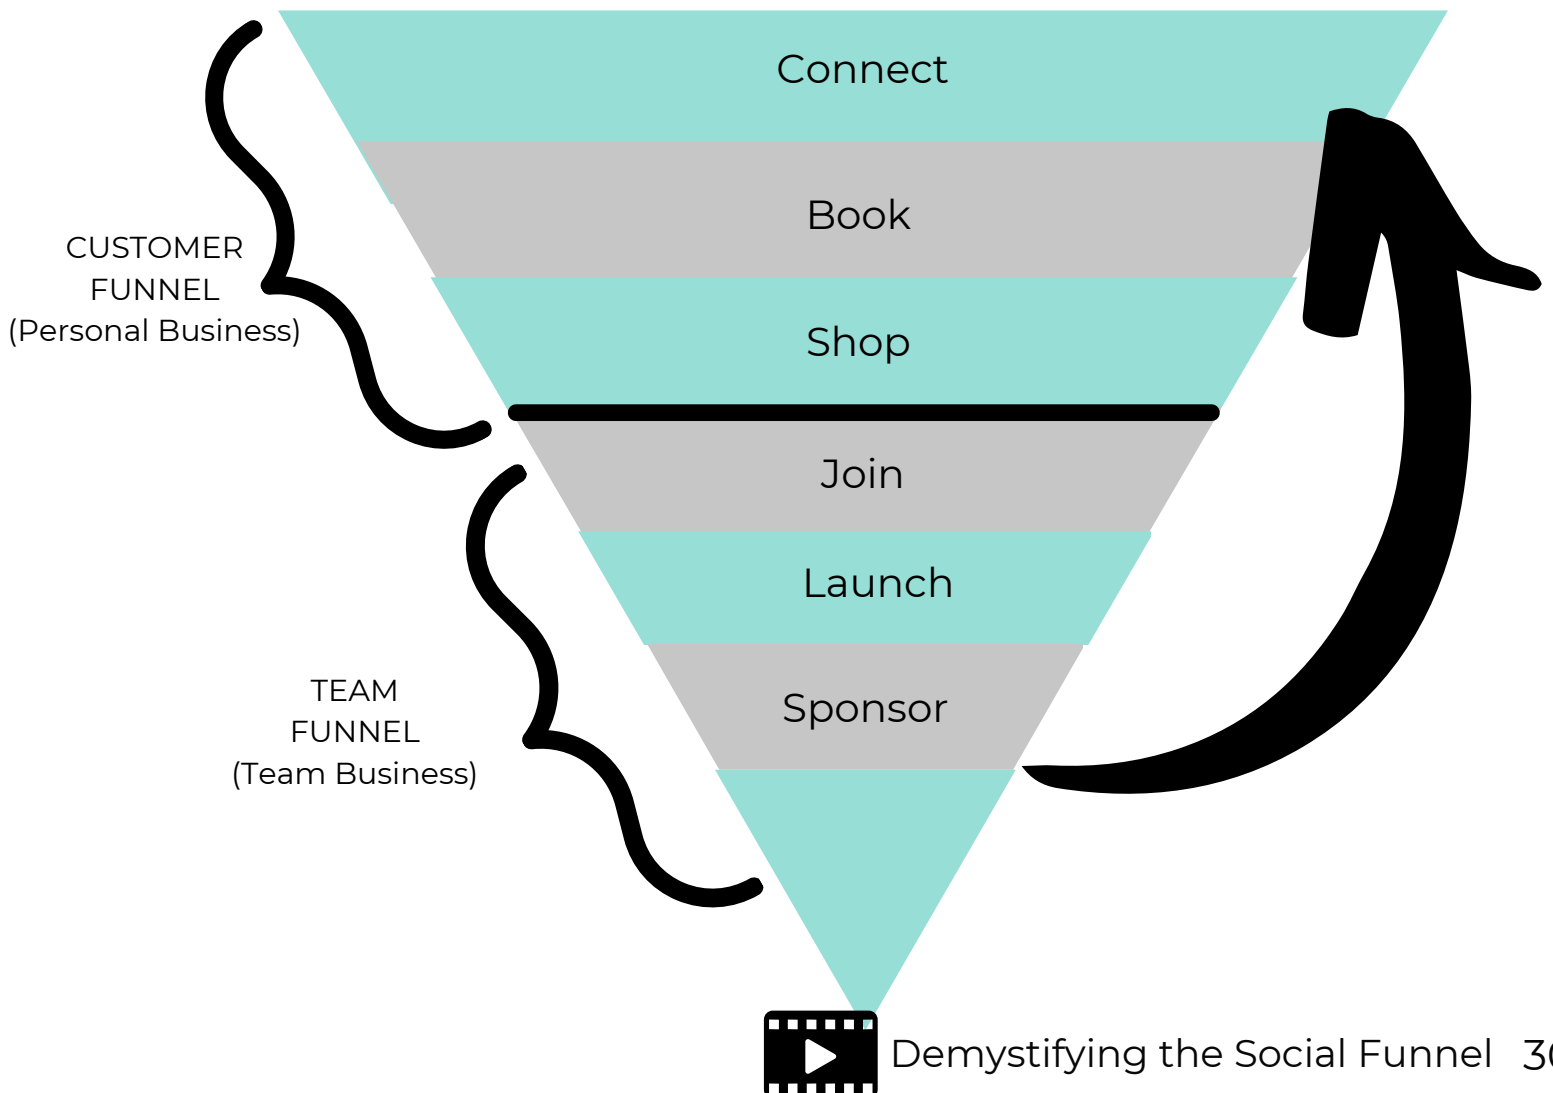 Connect
Book
Shop
CUSTOMER
FUNNEL
(Personal Business)
Join
Launch
Sponsor
TEAM
FUNNEL
(Team Business)
Demystifying the Social Funnel